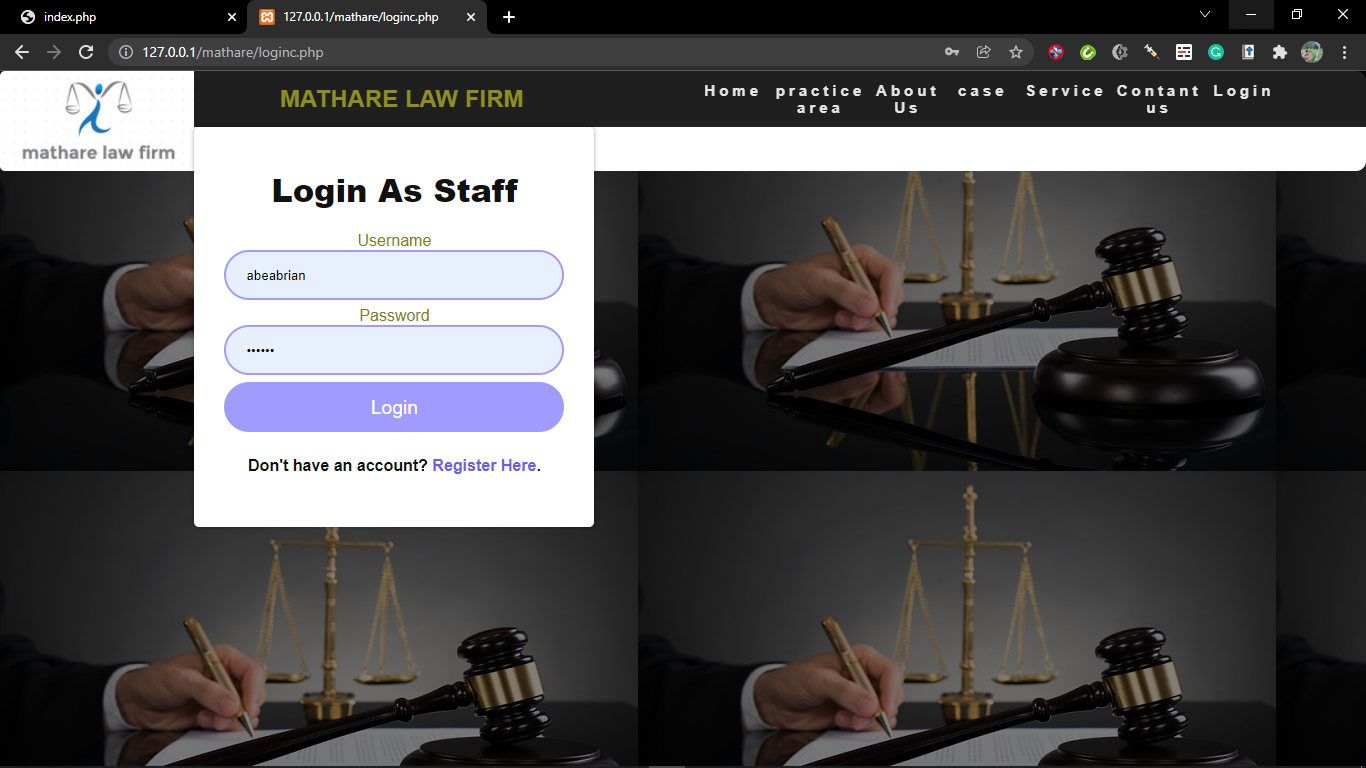 index.php
127.0.0.1/mathare/loginc.php
127.0.0.1/mathare/loginc.php
mathare law firm
MATHARE LAW FIRM
Home
practice
area
About
Us
case
Service
Contant
us
Login
Login As Staff
Username
abeabrian
Password
••••••
Login
Don't have an account? Register Here.